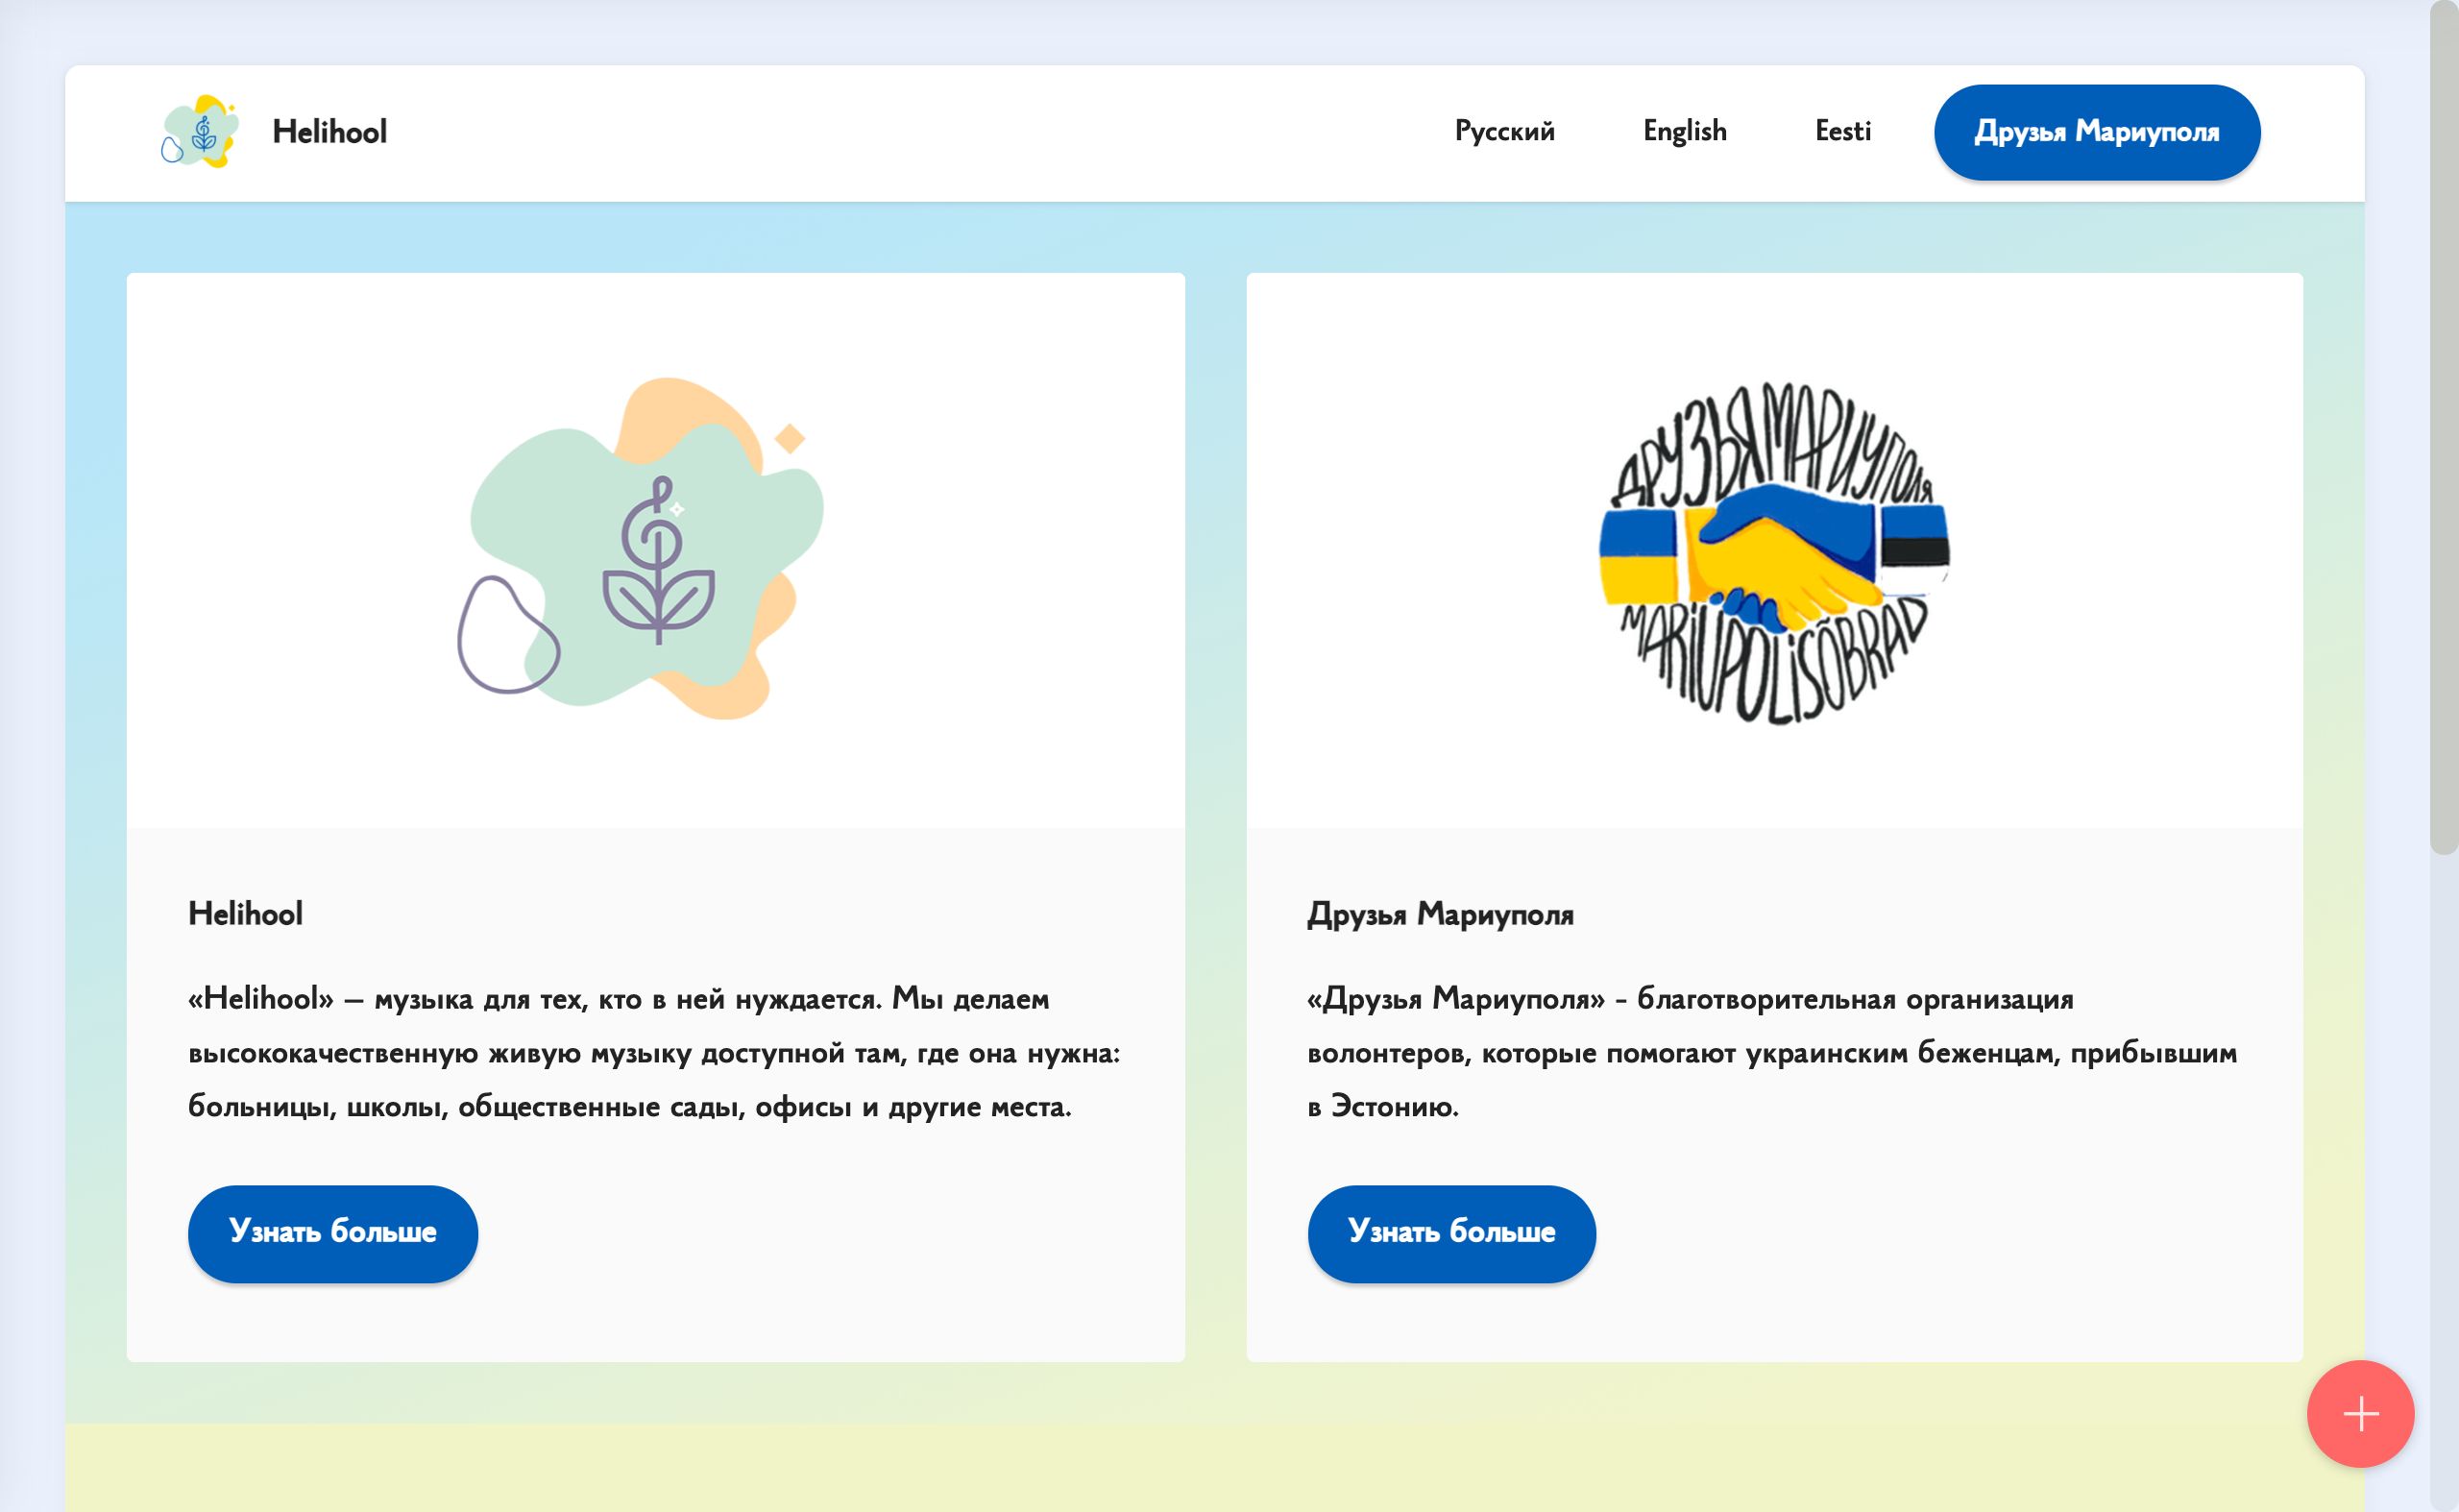 Helihool
Русский
English
Eesti
Друзья Мариуполя
ДРУЗЬЯ МАРИУПОЛЯ
MARIUPOLi SÕBRAD
Helihool
«Helihool» — музыка для тех, кто в ней нуждается. Мы делаем
высококачественную живую музыку доступной там, где она нужна:
больницы, школы, общественные сады, офисы и другие места.
Узнать больше
Друзья Мариуполя
«Друзья Мариуполя» - благотворительная организация
волонтеров, которые помогают украинским беженцам, прибывшим
в Эстонию.
Узнать больше